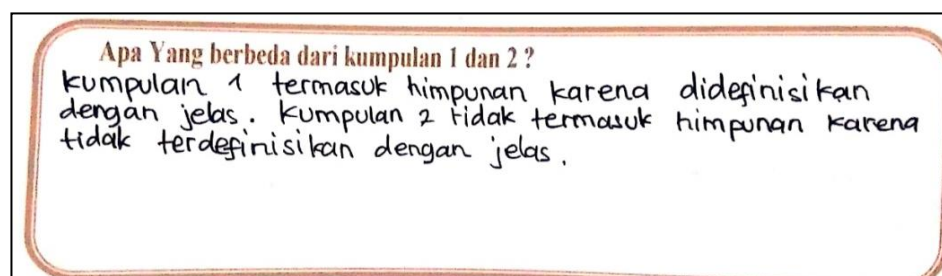 Apa Yang berbeda dari kumpulan 1 dan 2 ?
kumpulan 1 termasuk himpunan karena didefinisikan
dengan jelas. kumpulan 2 tidak termasuk himpunan karena
tidak terdefinisikan dengan jelas.